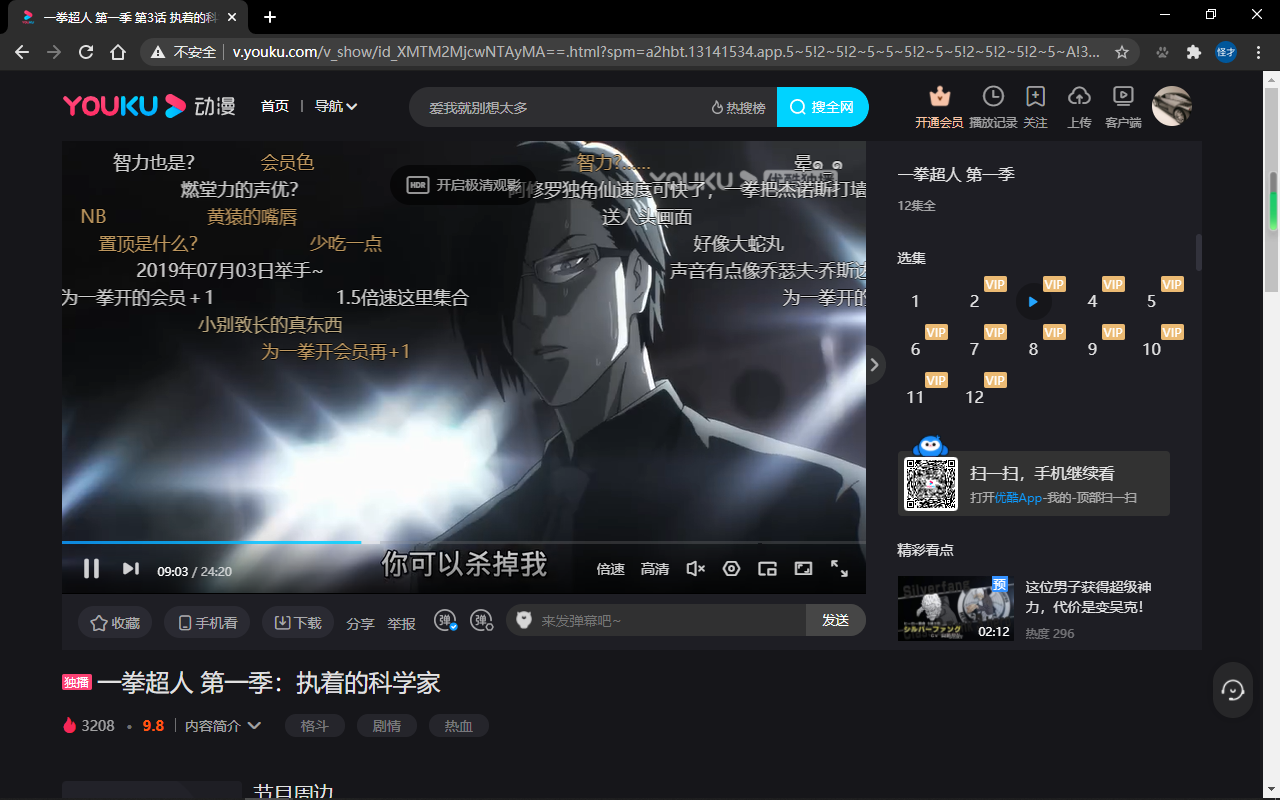 一拳超人 第一季 第3话 执着的科
不安全
v.youku.com/v_show/id_XMTM2MjcwNTAyMA==.html?spm=a2hbt.13141534.app.5~5!2~5!2~5~5~5!2~5~5!2~5!2~5!2~5~A!3...
怪才
YOUKU 动漫
首页
导航
爱我就别想太多
热搜榜
搜全网
开通会员
播放记录
关注
上传
客户端
智力也是?
会员色
智力?......
晕๑_๑
HDR 开启极清观影
YOUKU 优酷独播
燃堂力的声优?
阿修罗独角仙速度可快了，一拳把杰诺斯打墙
NB
黄猿的嘴唇
送人头画面
置顶是什么?
少吃一点
好像大蛇丸
2019年07月03日举手~
声音有点像乔瑟夫·乔斯达
为一拳开的会员＋1
1.5倍速这里集合
为一拳开的
小别致长的真东西
为一拳开会员再+1
你可以杀掉我
09:03 / 24:20
倍速
高清
一拳超人 第一季
12集全
选集
VIP VIP VIP VIP
1 2 4 5
VIP VIP VIP VIP VIP
6 7 8 9 10
VIP VIP
11 12
扫一扫，手机继续看
打开优酷App-我的-顶部扫一扫
精彩看点
Silverfang
シルバーファング
预
02:12
这位男子获得超级神
力，代价是变昊克！
热度 296
收藏
手机看
下载
分享
举报
弹
弹
来发弹幕吧~
发送
独播 一拳超人 第一季：执着的科学家
3208
9.8
内容简介
格斗
剧情
热血
节目周边